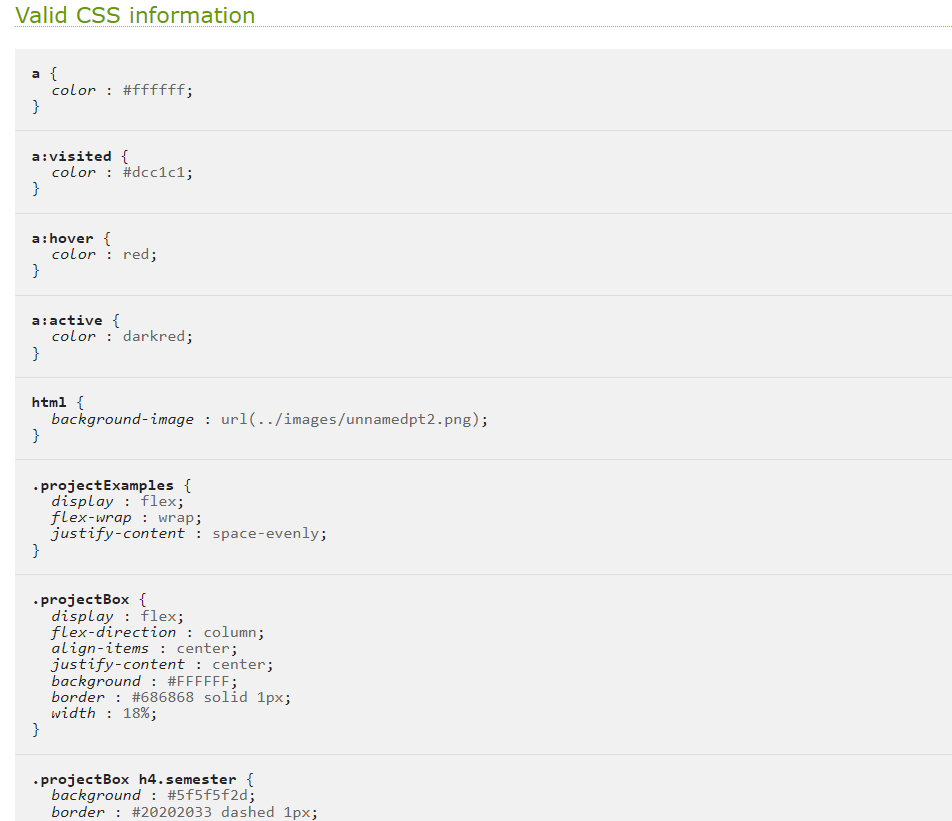 Valid CSS information
a {
color : #ffffff;
}
a:visited {
color : #dcc1c1;
}
a:hover {
color : red;
}
a:active {
color : darkred;
}
html {
background-image : url(../images/unnamedpt2.png);
}
.projectExamples {
display : flex;
flex-wrap : wrap;
justify-content : space-evenly;
}
.projectBox {
display : flex;
flex-direction : column;
align-items : center;
justify-content : center;
background : #FFFFFF;
border : #686868 solid 1px;
width : 18%;
}
.projectBox h4.semester {
background : #5f5f5f2d;
border : #20202033 dashed 1px;